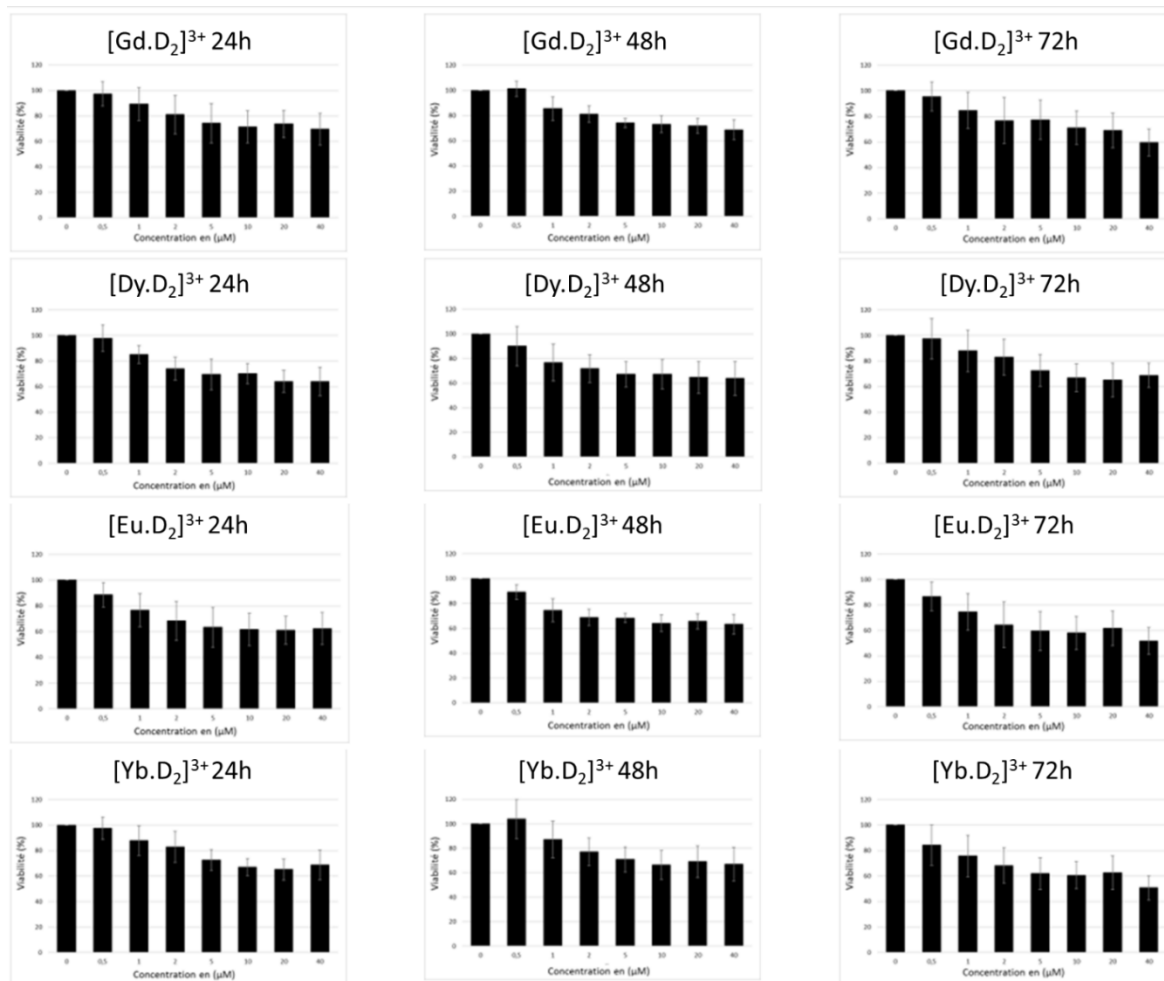 [Gd.D₂]³⁺ 24h
120
100
80
60
40
20
0
Viabilité (%)
0 0,5 1 2 5 10 20 40
Concentration en (µM)
[Gd.D₂]³⁺ 48h
120
100
80
60
40
20
0
Viabilité (%)
0 0,5 1 2 5 10 20 40
Concentration en (µM)
[Gd.D₂]³⁺ 72h
120
100
80
60
40
20
0
Viabilité (%)
0 0,5 1 2 5 10 20 40
Concentration en (µM)
[Dy.D₂]³⁺ 24h
120
100
80
60
40
20
0
Viabilité (%)
0 0,5 1 2 5 10 20 40
Concentration en (µM)
[Dy.D₂]³⁺ 48h
120
100
80
60
40
20
0
Viabilité (%)
0 0,5 1 2 5 10 20 40
Concentration en (µM)
[Dy.D₂]³⁺ 72h
120
100
80
60
40
20
0
Viabilité (%)
0 0,5 1 2 5 10 20 40
Concentration en (µM)
[Eu.D₂]³⁺ 24h
120
100
80
60
40
20
0
Viabilité (%)
0 0,5 1 2 5 10 20 40
Concentration en (µM)
[Eu.D₂]³⁺ 48h
120
100
80
60
40
20
0
Viabilité (%)
0 0,5 1 2 5 10 20 40
Concentration en (µM)
[Eu.D₂]³⁺ 72h
120
100
80
60
40
20
0
Viabilité (%)
0 0,5 1 2 5 10 20 40
Concentration en (µM)
[Yb.D₂]³⁺ 24h
120
100
80
60
40
20
0
Viabilité (%)
0 0,5 1 2 5 10 20 40
Concentration en (µM)
[Yb.D₂]³⁺ 48h
120
100
80
60
40
20
0
Viabilité (%)
0 0,5 1 2 5 10 20 40
Concentration en (µM)
[Yb.D₂]³⁺ 72h
120
100
80
60
40
20
0
Viabilité (%)
0 0,5 1 2 5 10 20 40
Concentration en (µM)